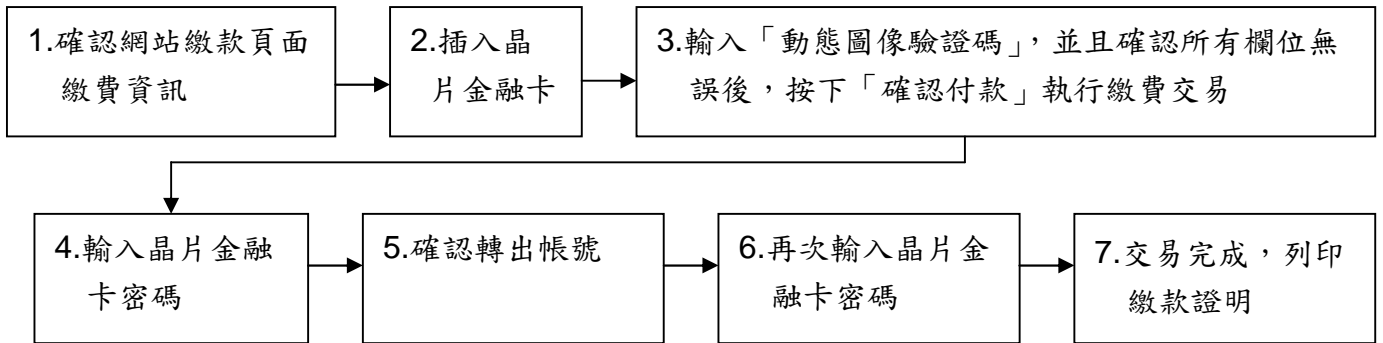 1.確認網站繳款頁面
繳費資訊
2.插入晶
片金融卡
3.輸入「動態圖像驗證碼」,並且確認所有欄位無
誤後,按下「確認付款」執行繳費交易
4.輸入晶片金融
卡密碼
5.確認轉出帳號
6.再次輸入晶片金
融卡密碼
7.交易完成,列印
繳款證明